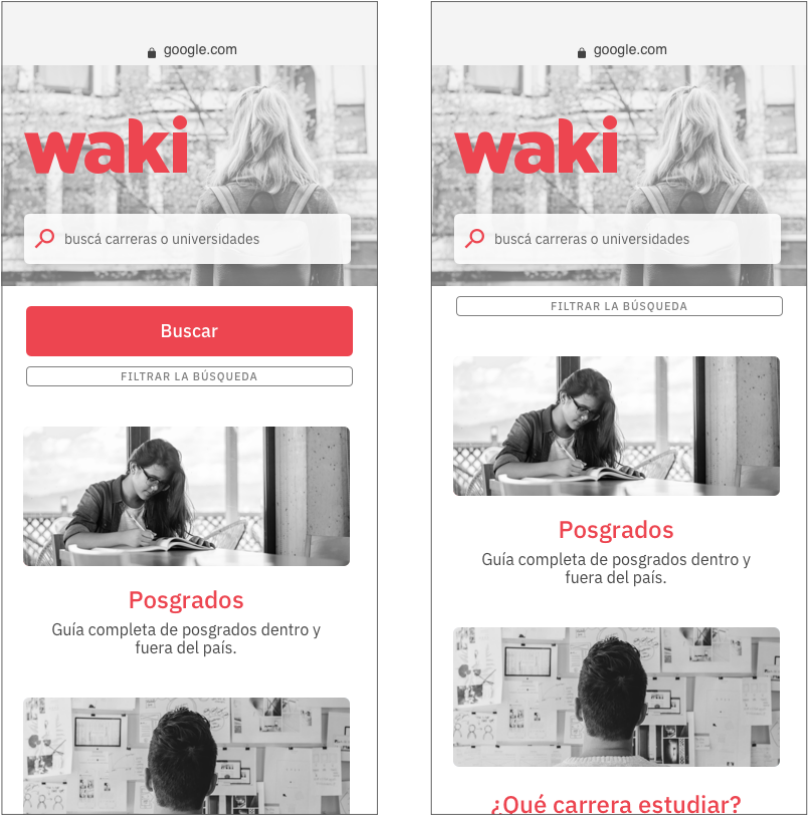 google.com
waki
buscá carreras o universidades
Buscar
FILTRAR LA BÚSQUEDA
Posgrados
Guía completa de posgrados dentro y
fuera del país.
google.com
waki
buscá carreras o universidades
FILTRAR LA BÚSQUEDA
Posgrados
Guía completa de posgrados dentro y
fuera del país.
¿Qué carrera estudiar?